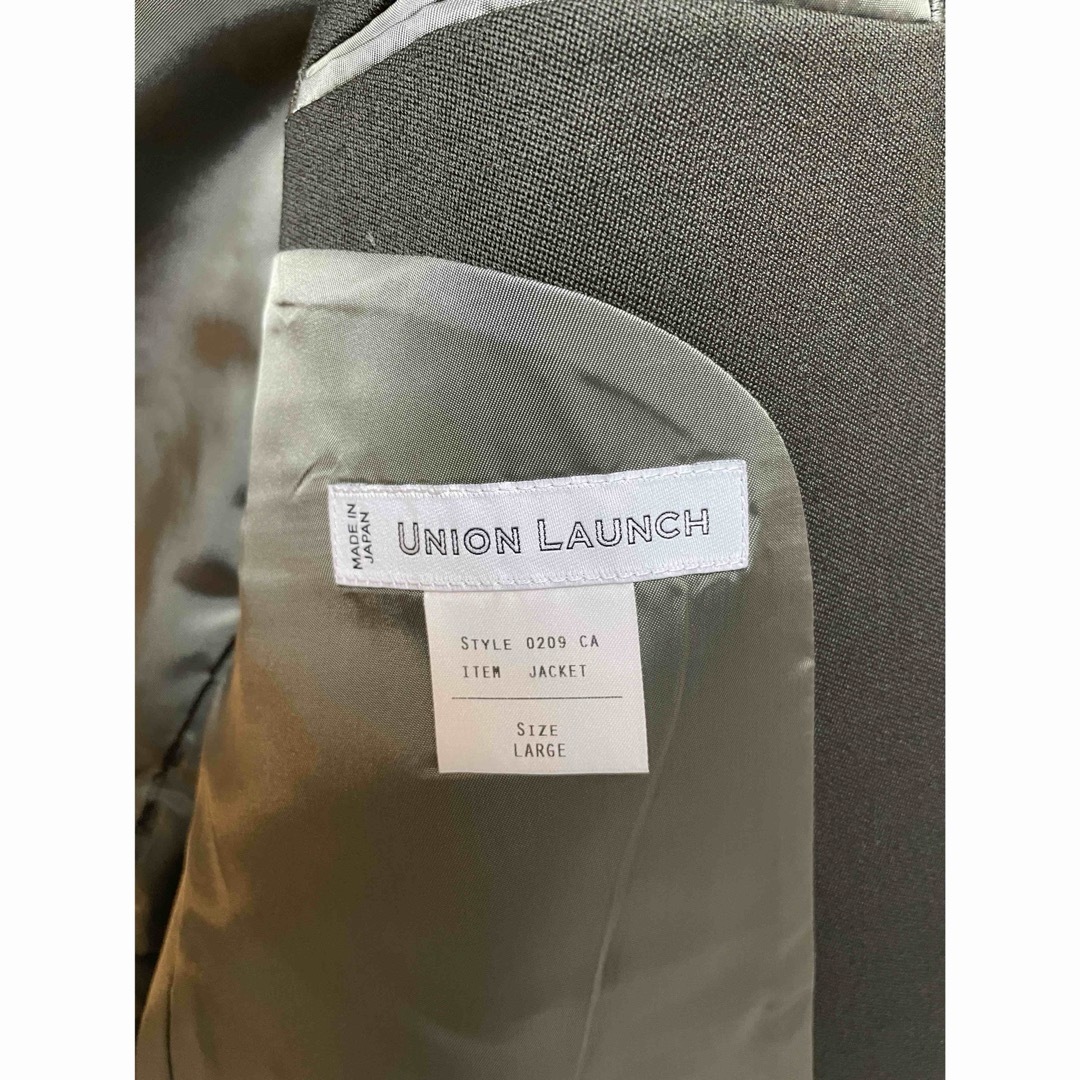 MADE IN
JAPAN
UNION LAUNCH
STYLE 0209 CA
ITEM JACKET
SIZE
LARGE